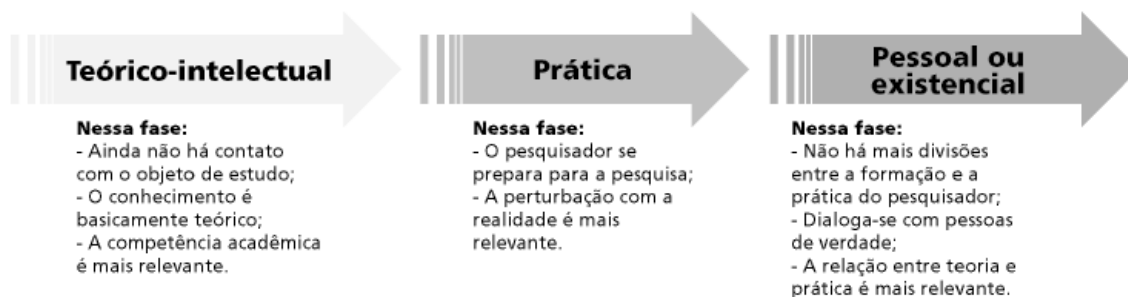 Teórico-intelectual
Nessa fase:
- Ainda não há contato
com o objeto de estudo;
- O conhecimento é
basicamente teórico;
- A competência acadêmica
é mais relevante.
Prática
Nessa fase:
- O pesquisador se
prepara para a pesquisa;
- A perturbação com a
realidade é mais
relevante.
Pessoal ou
existencial
Nessa fase:
- Não há mais divisões
entre a formação e a
prática do pesquisador;
- Dialoga-se com pessoas
de verdade;
- A relação entre teoria e
prática é mais relevante.